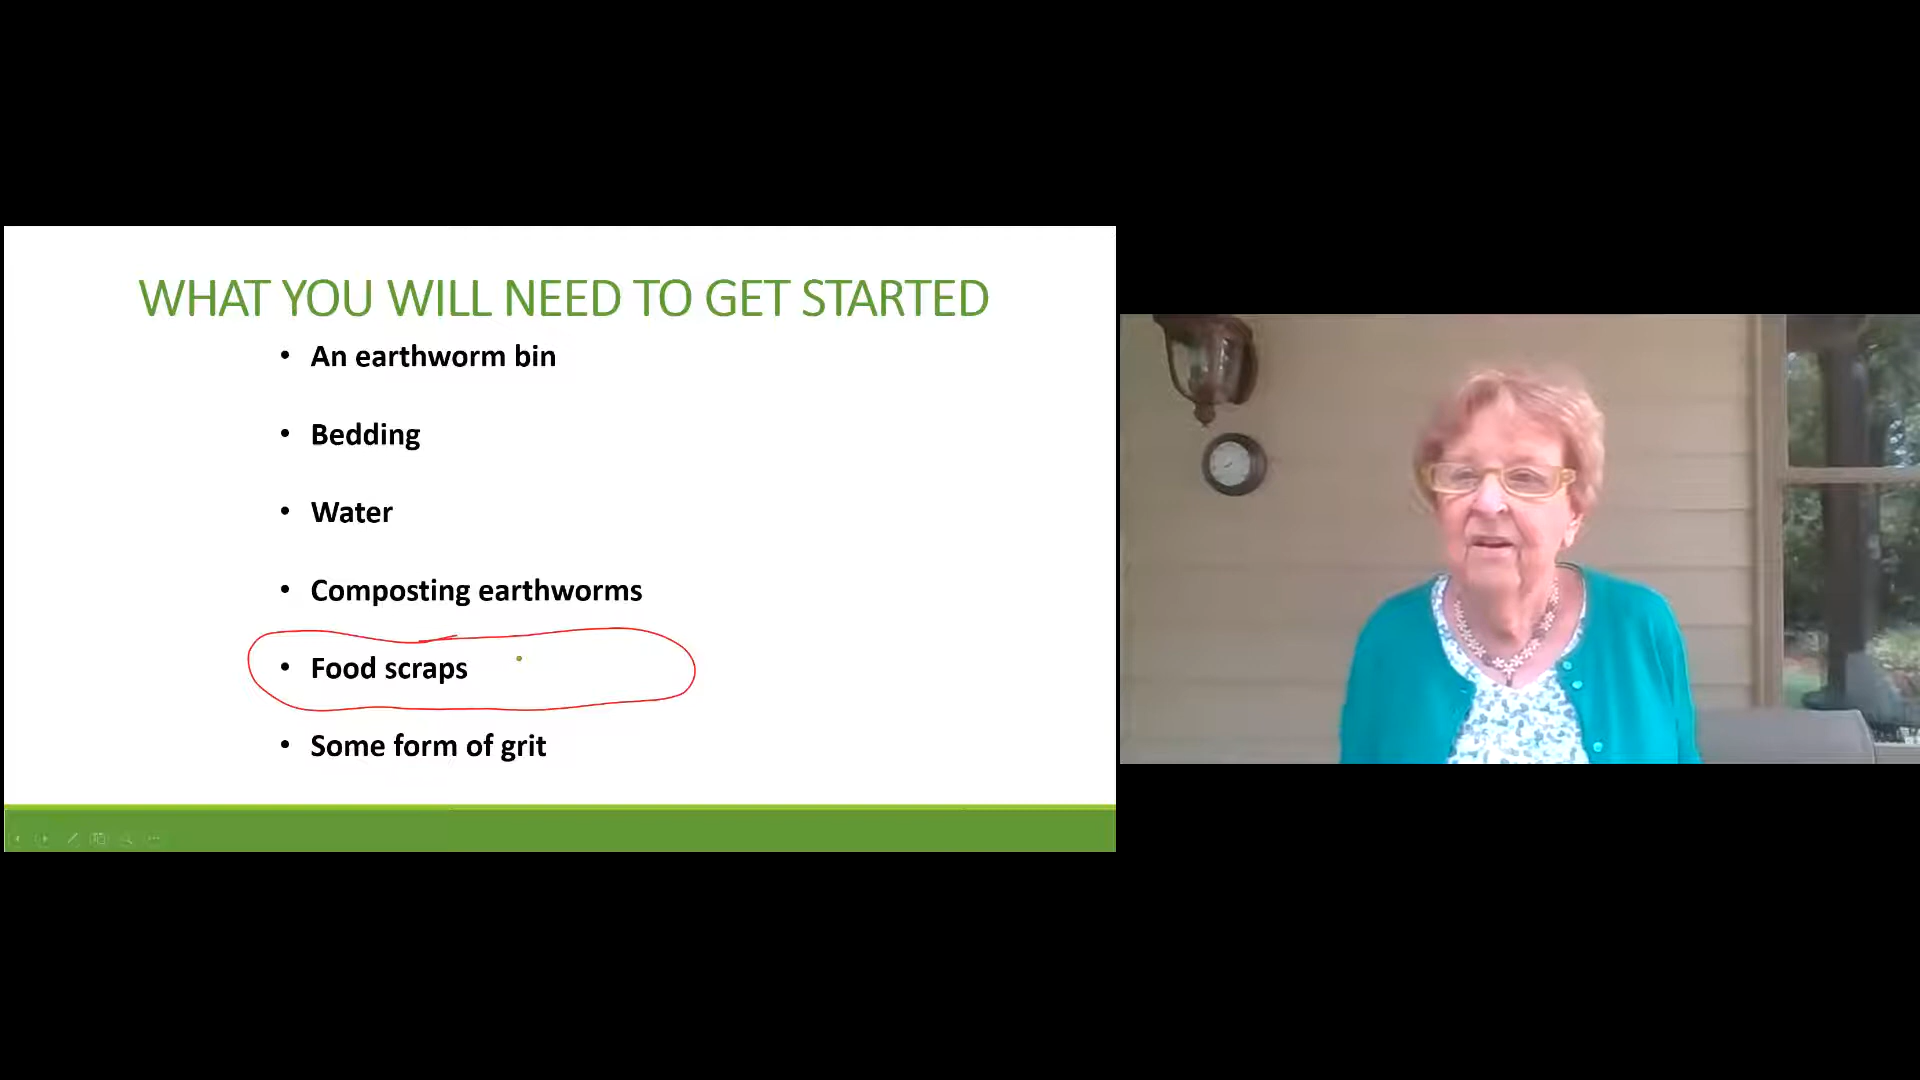 WHAT YOU WILL NEED TO GET STARTED
• An earthworm bin
• Bedding
• Water
• Composting earthworms
• Food scraps
• Some form of grit